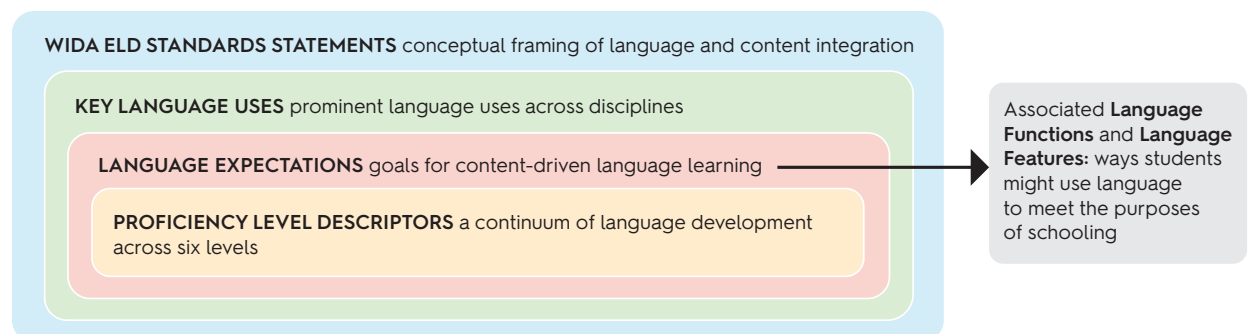 WIDA ELD STANDARDS STATEMENTS conceptual framing of language and content integration
KEY LANGUAGE USES prominent language uses across disciplines
LANGUAGE EXPECTATIONS goals for content-driven language learning
PROFICIENCY LEVEL DESCRIPTORS a continuum of language development
across six levels
Associated Language
Functions and Language
Features: ways students
might use language
to meet the purposes
of schooling